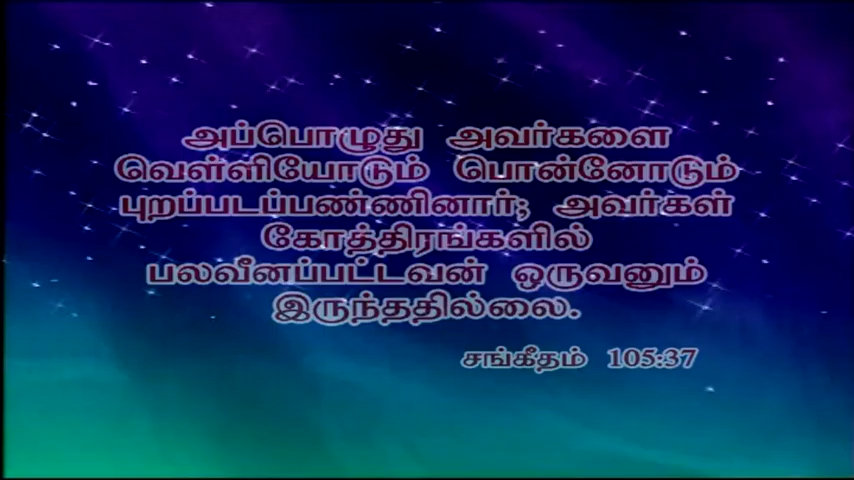 அப்பொழுது அவர்களை
வெள்ளியோடும் பொன்னோடும்
புறப்படப்பண்ணினார்; அவர்கள்
கோத்திரங்களில்
பலவீனப்பட்டவன் ஒருவனும்
இருந்ததில்லை.
சங்கீதம் 105:37